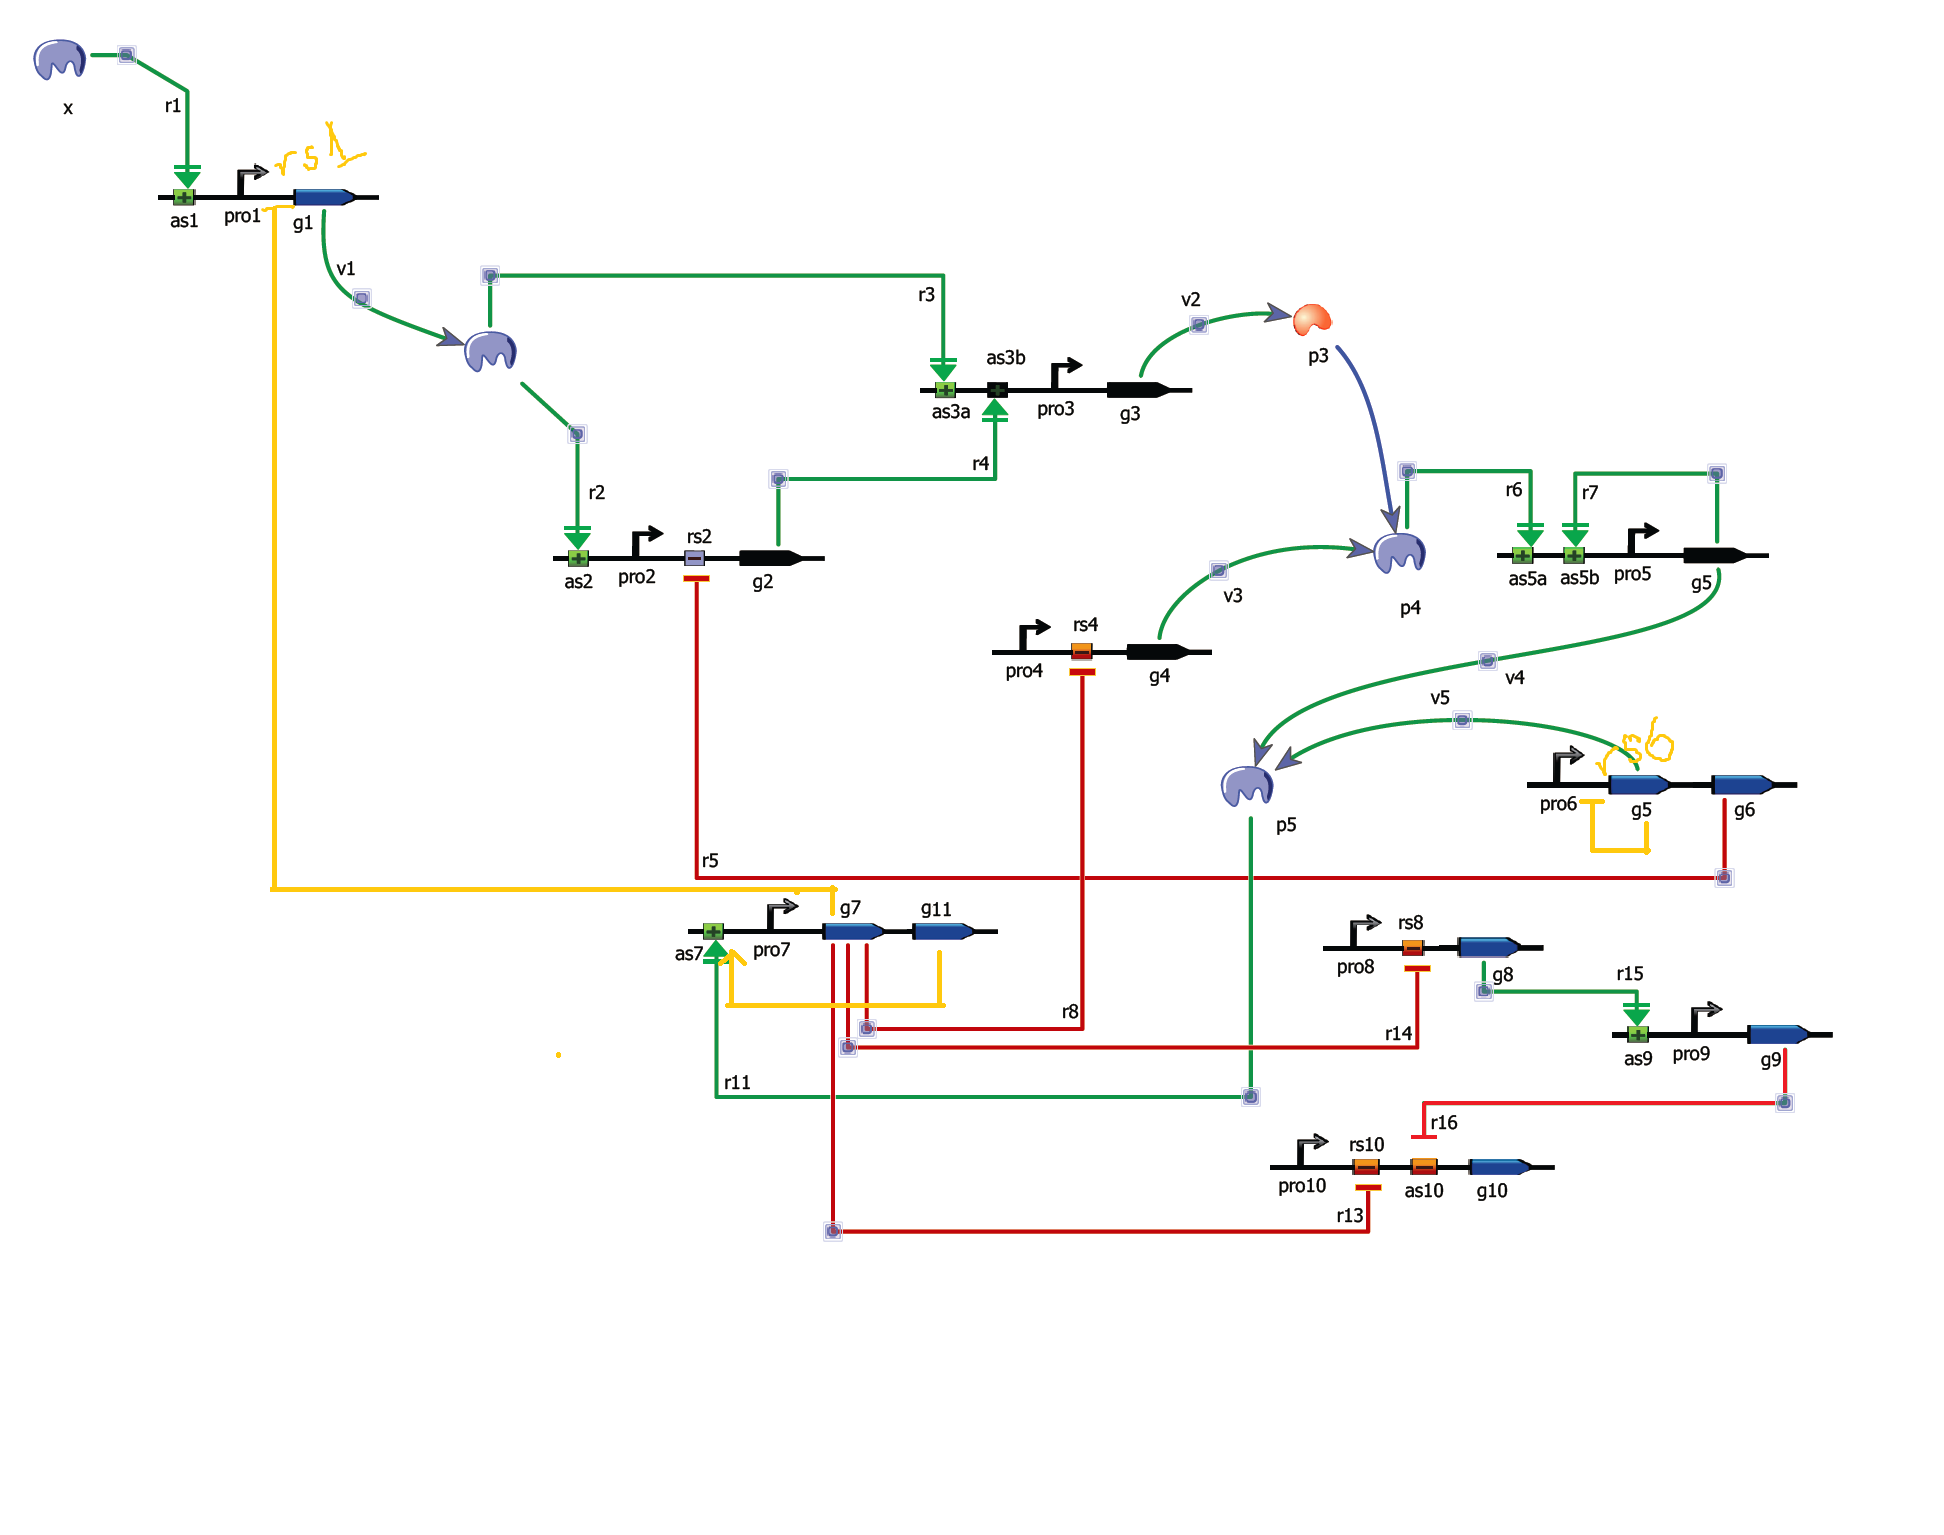 x
r1
rs1
as1 pro1 g1
v1
r3
v2
p3
as3b
as3a pro3 g3
r4
r2
rs2
as2 pro2 g2
r6 r7
as5a as5b pro5 g5
p4
v3
rs4
pro4 g4
v4
v5
rs6
pro6 g5 g6
p5
r5
g7 g11
as7 pro7
rs8
pro8 g8
r15
r8
r14
as9 pro9 g9
r11
r16
rs10
pro10 as10 g10
r13